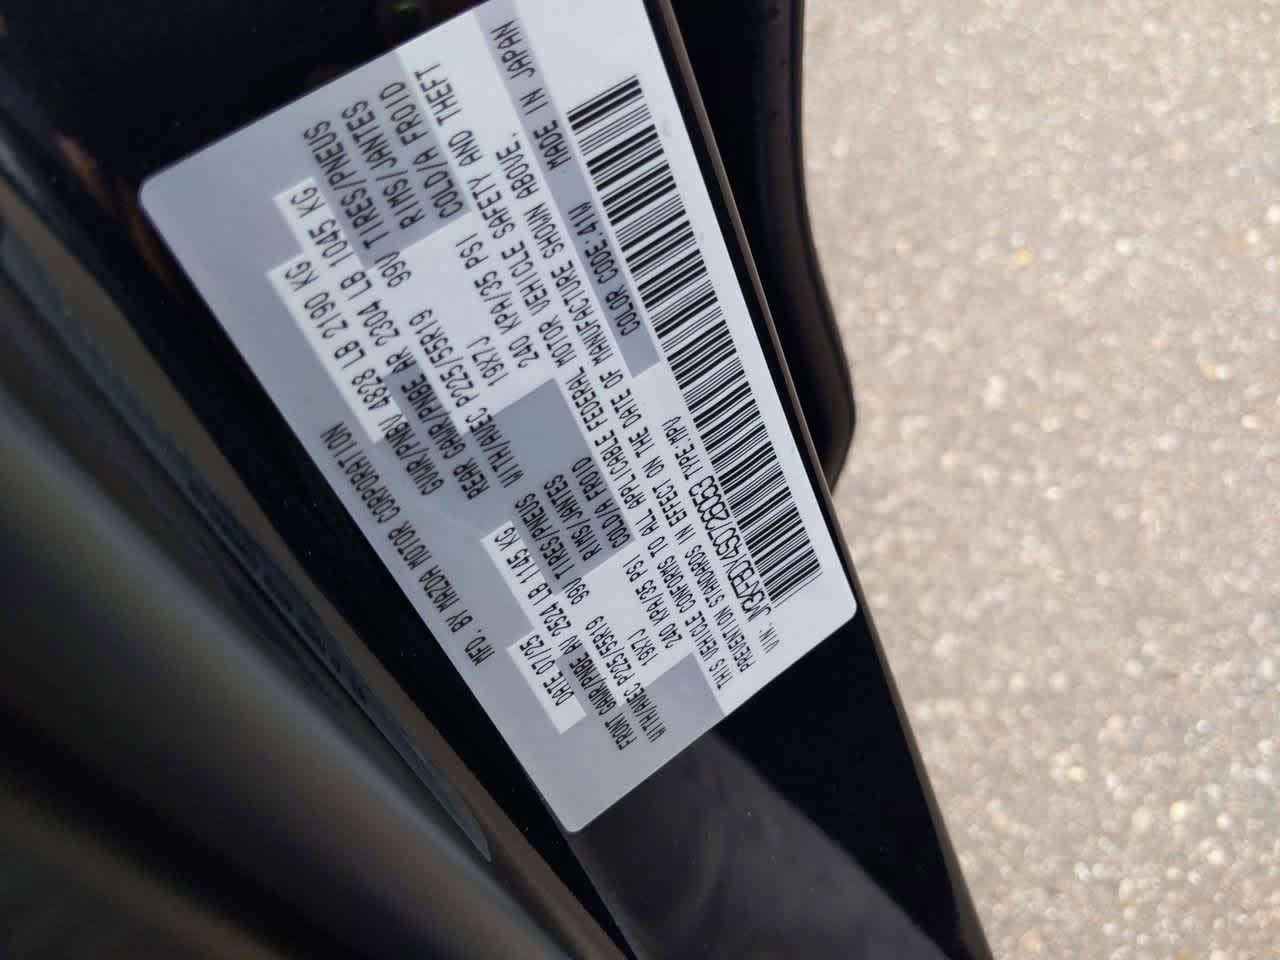 MFD. BY MAZDA MOTOR CORPORATION
DATE 07/25 GVWR/PNBV 4828 LB 2190 KG
FRONT GAWR/PNBE AV 2524 LB 1145 KG REAR GAWR/PNBE AR 2304 LB 1045 KG
WITH/AVEC P225/55R19 99V TIRES/PNEUS WITH/AVEC P225/55R19 99V TIRES/PNEUS
19X7J RIMS/JANTES 19X7J RIMS/JANTES
240 KPA/35 PSI COLD/A FROID 240 KPA/35 PSI COLD/A FROID
THIS VEHICLE CONFORMS TO ALL APPLICABLE FEDERAL MOTOR VEHICLE SAFETY AND THEFT
PREVENTION STANDARDS IN EFFECT ON THE DATE OF MANUFACTURE SHOWN ABOVE.
VIN: TYPE:MPV COLOR CODE:41W MADE IN JAPAN